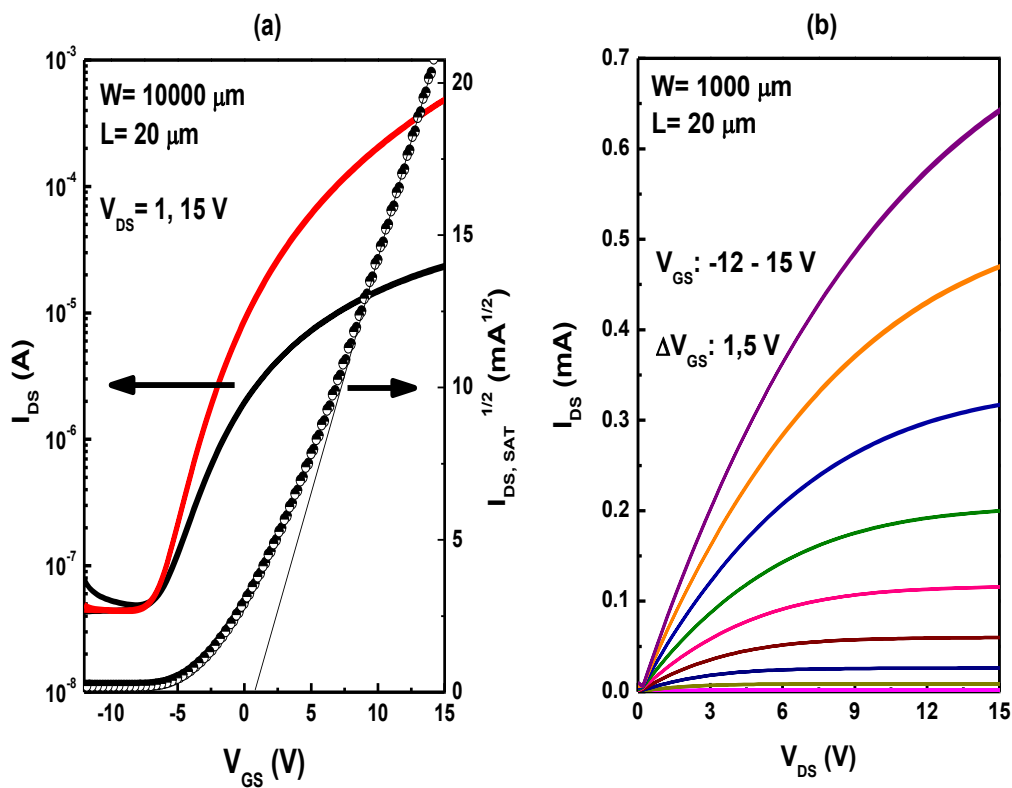 (a)
W= 10000 μm
L= 20 μm
V_DS= 1, 15 V
10⁻³
10⁻⁴
10⁻⁵
10⁻⁶
10⁻⁷
10⁻⁸
I_DS (A)
-10
-5
0
5
10
15
V_GS (V)
20
15
10
5
0
I_DS, SAT^1/2 (mA^1/2)
(b)
W= 1000 μm
L= 20 μm
V_GS: -12 - 15 V
ΔV_GS: 1,5 V
0.7
0.6
0.5
0.4
0.3
0.2
0.1
0.0
I_DS (mA)
0
3
6
9
12
15
V_DS (V)